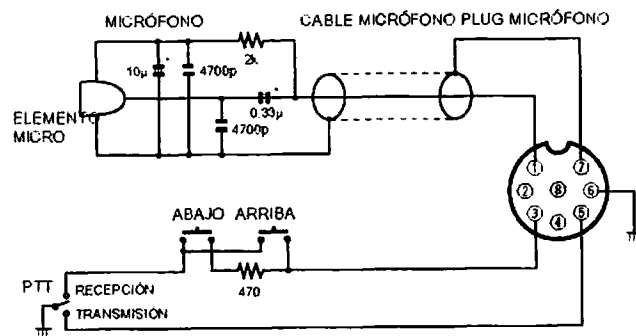 MICRÓFONO
CABLE MICRÓFONO PLUG MICRÓFONO
10µ
4700p
2k
0.33µ
4700p
ELEMENTO
MICRO
1
7
2
8
6
3
4
5
ABAJO ARRIBA
470
PTT
RECEPCIÓN
TRANSMISIÓN